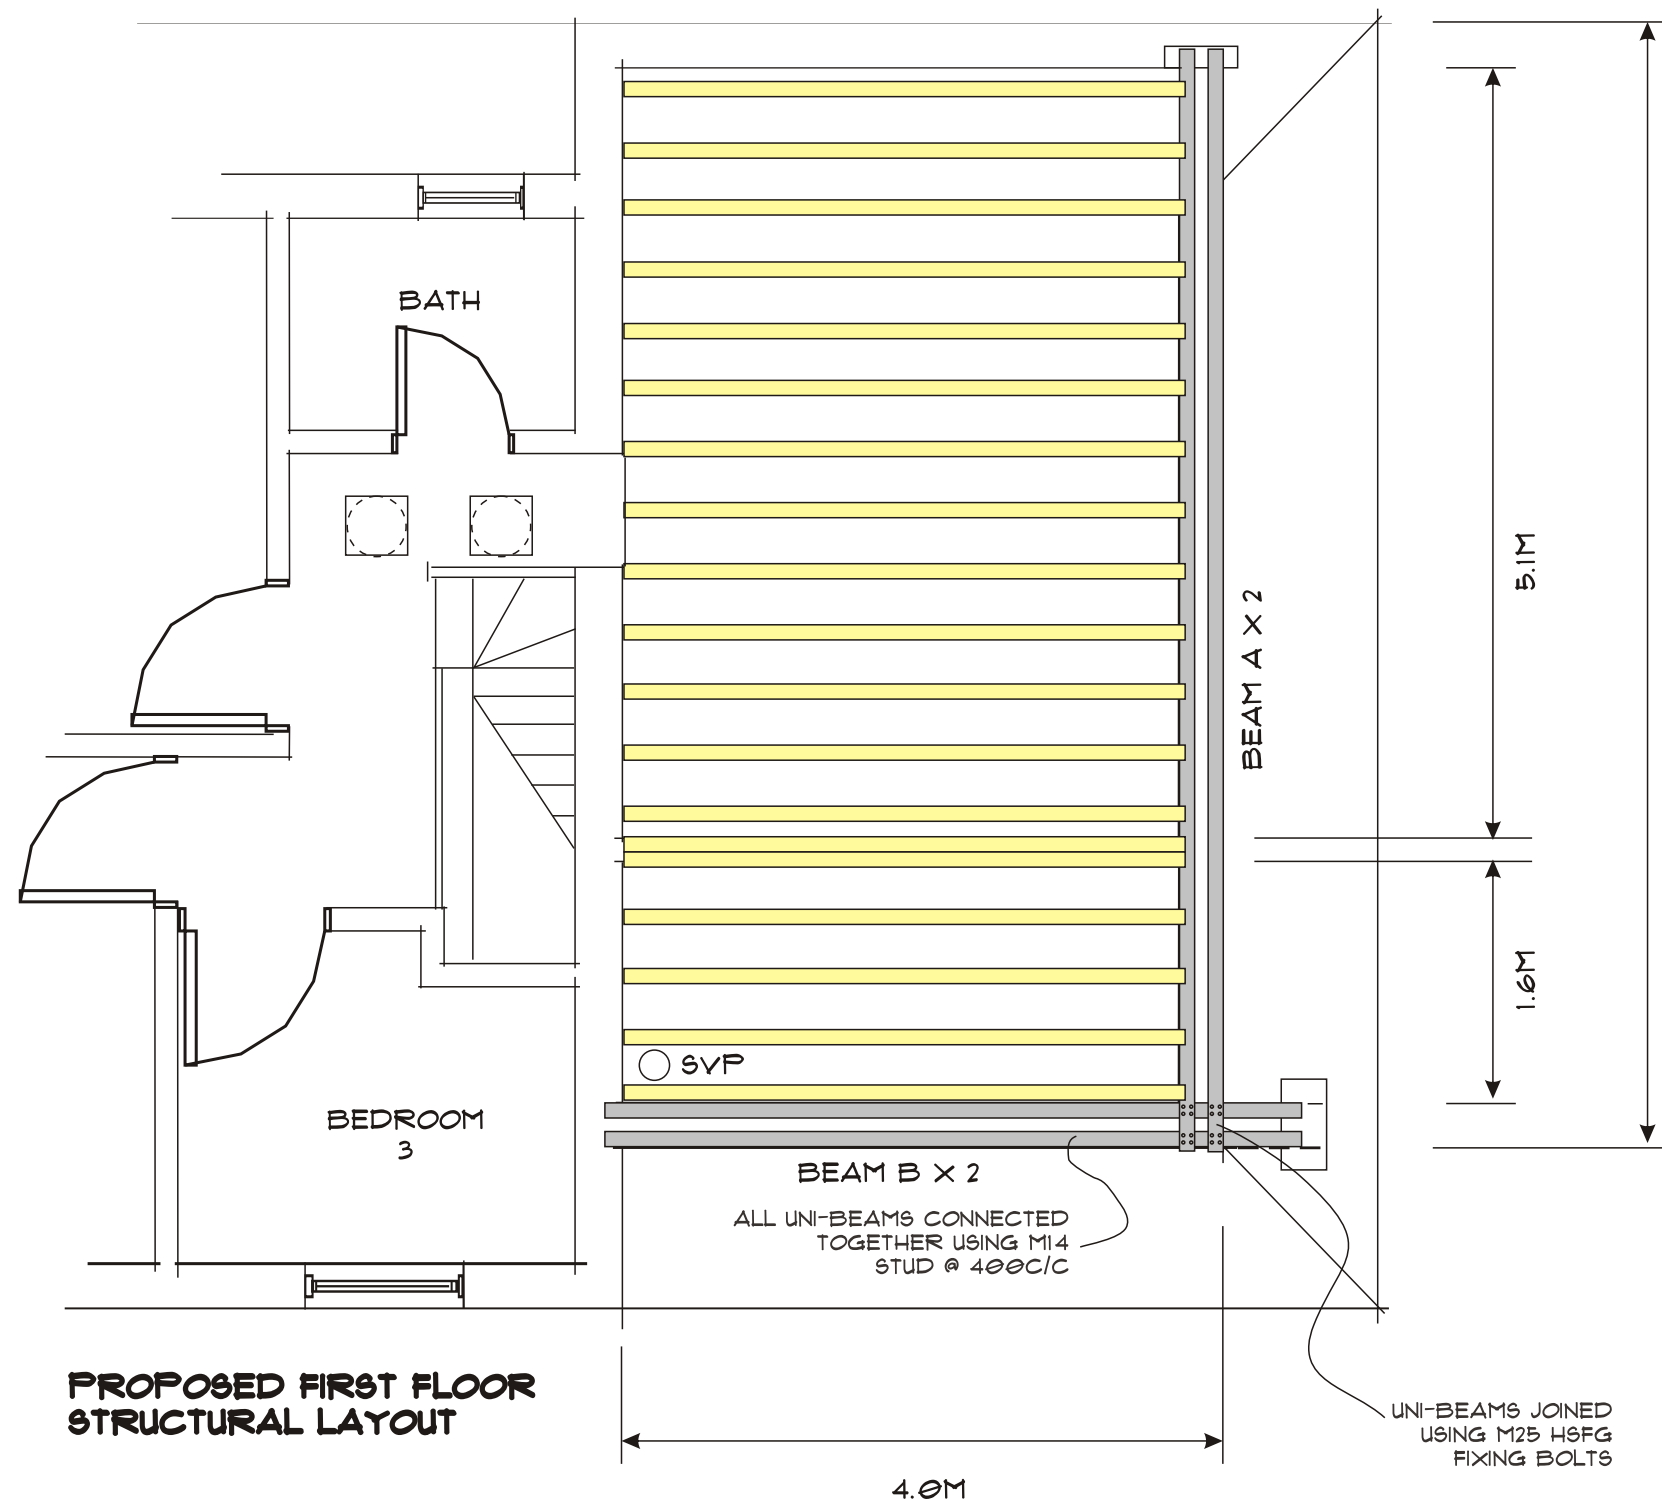 BATH
5.1M
BEAM A X 2
1.6M
SVP
BEDROOM
3
BEAM B X 2
ALL UNI-BEAMS CONNECTED
TOGETHER USING M14
STUD @ 400C/C
PROPOSED FIRST FLOOR
STRUCTURAL LAYOUT
UNI-BEAMS JOINED
USING M25 HSFG
FIXING BOLTS
4.0M